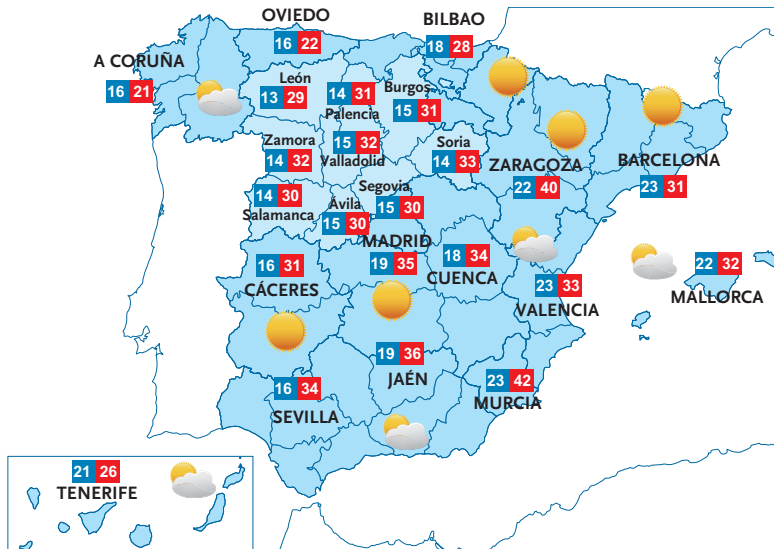 OVIEDO
16 22
BILBAO
18 28
A CORUÑA
16 21
León
13 29
14 31
Palencia
Burgos
15 31
Zamora
14 32
15 32
Valladolid
Soria
14 33
ZARAGOZA
22 40
BARCELONA
23 31
14 30
Salamanca
Ávila
15 30
Segovia
15 30
MADRID
19 35
18 34
CUENCA
16 31
CÁCERES
23 33
VALENCIA
22 32
MALLORCA
19 36
JAÉN
16 34
SEVILLA
23 42
MURCIA
21 26
TENERIFE